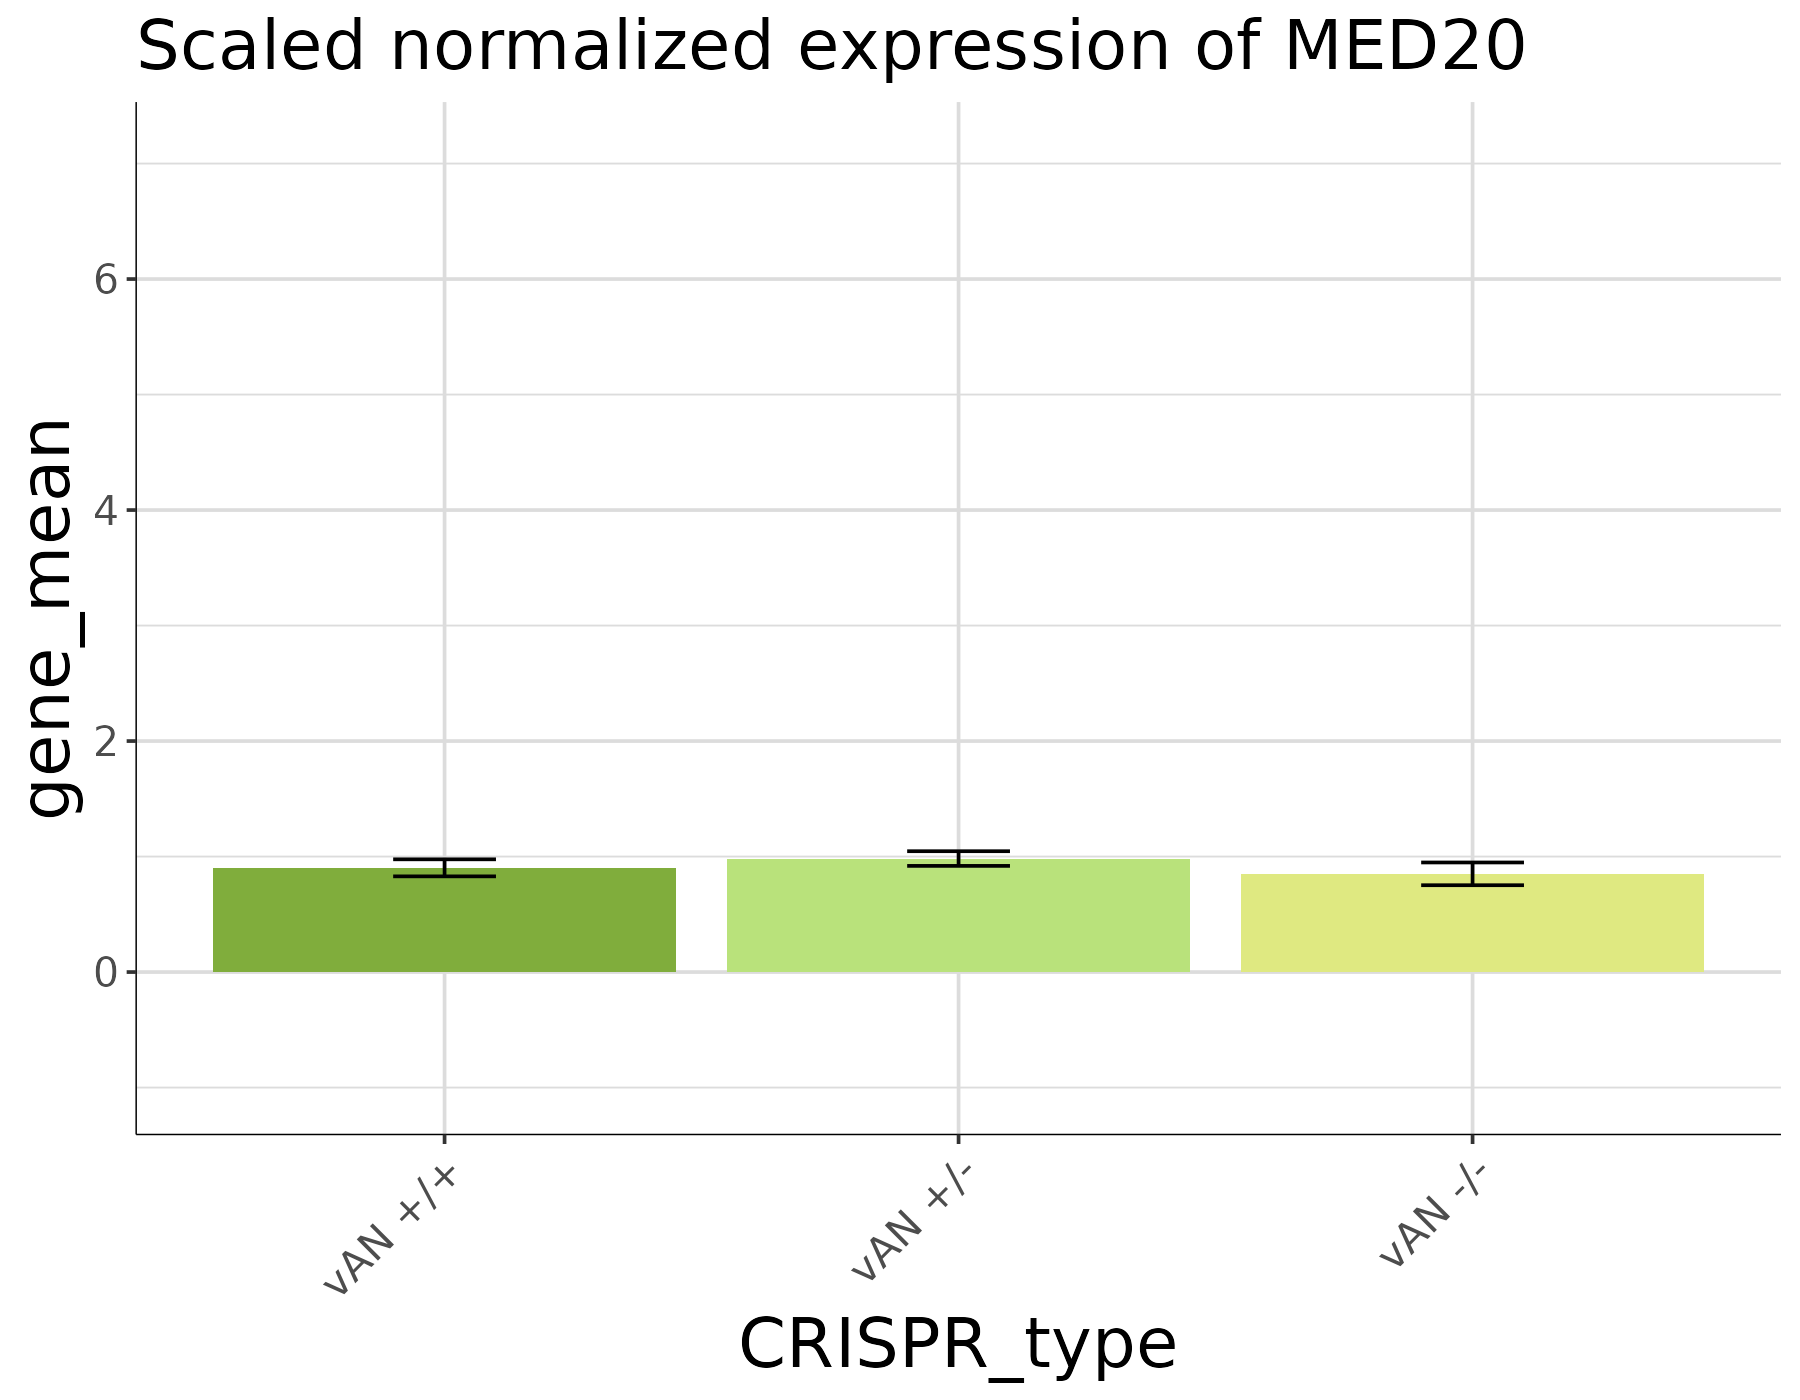 Scaled normalized expression of MED20
gene_mean
6
4
2
0
vAN +/+
vAN +/-
vAN -/-
CRISPR_type